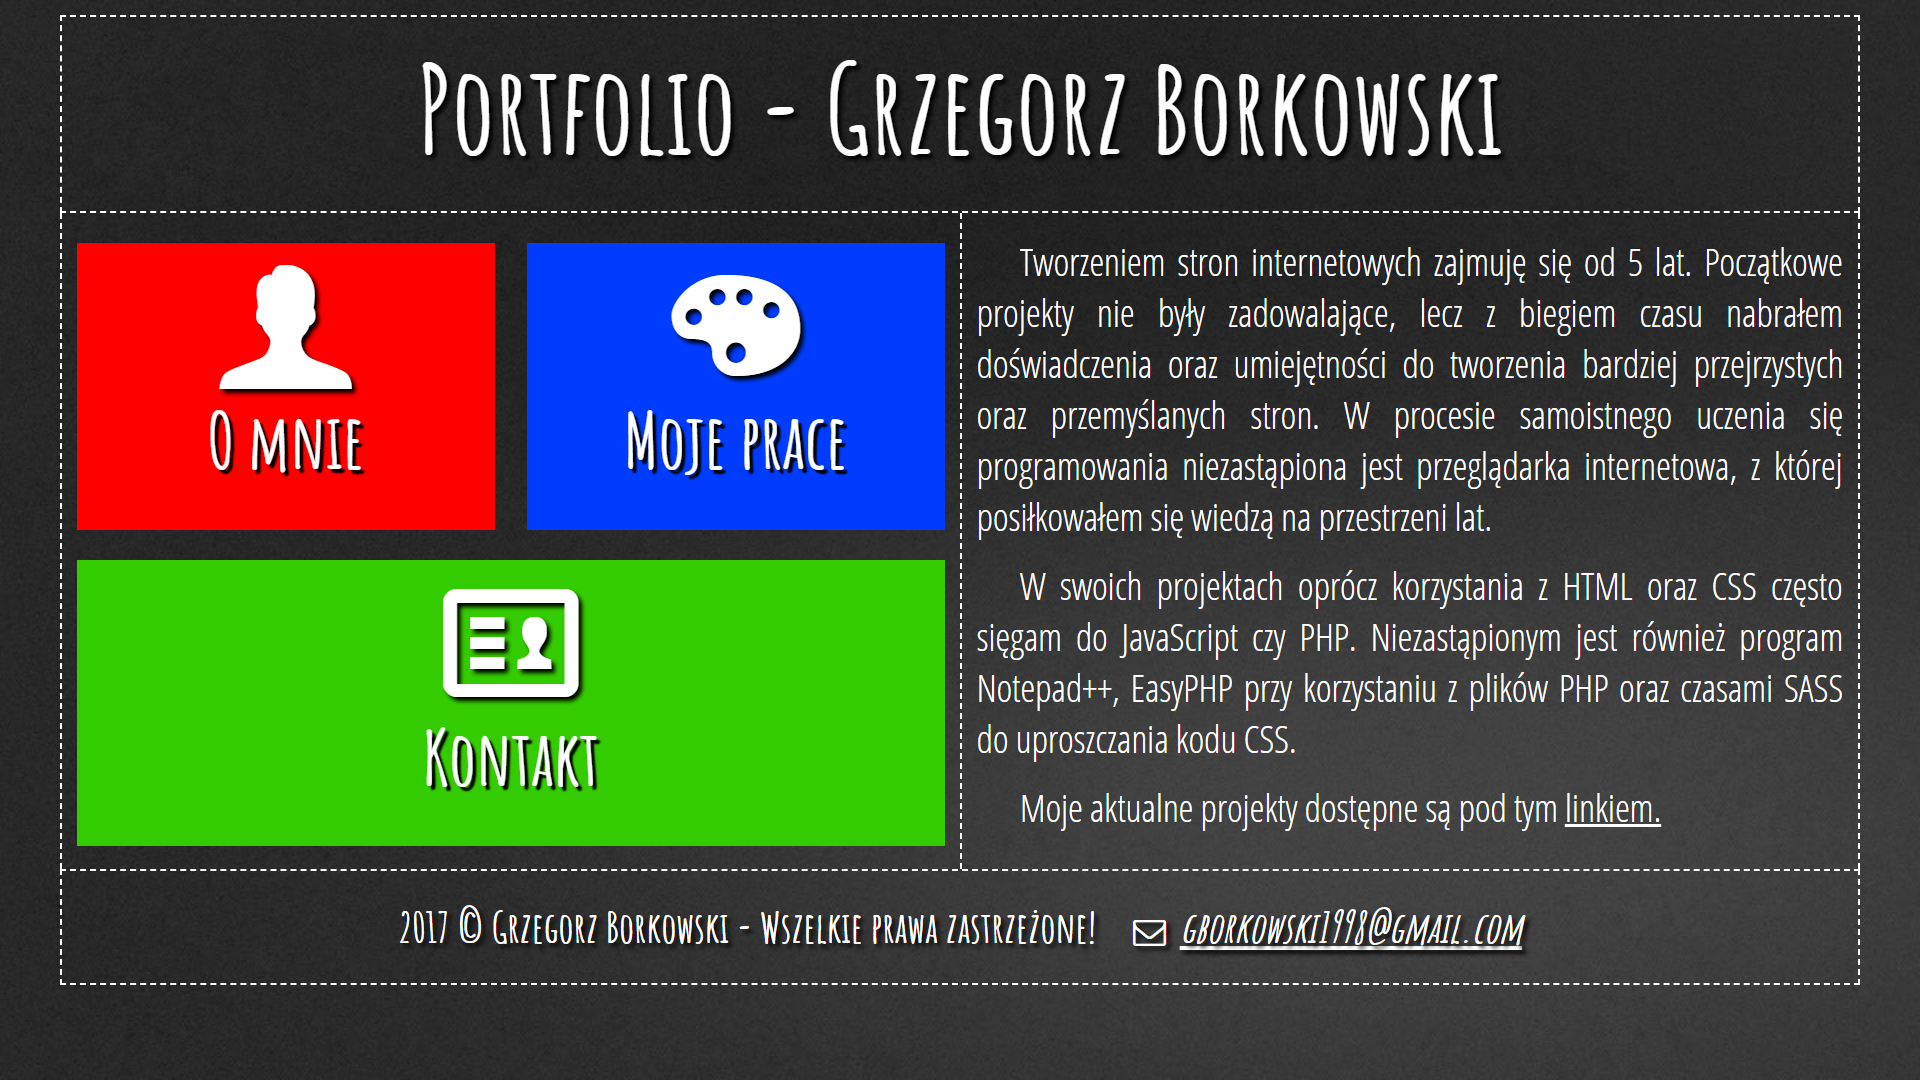 Portfolio - Grzegorz Borkowski
O mnie
Moje prace
Kontakt
Tworzeniem stron internetowych zajmuję się od 5 lat. Początkowe
projekty nie były zadowalające, lecz z biegiem czasu nabrałem
doświadczenia oraz umiejętności do tworzenia bardziej przejrzystych
oraz przemyślanych stron. W procesie samoistnego uczenia się
programowania niezastąpiona jest przeglądarka internetowa, z której
posiłkowałem się wiedzą na przestrzeni lat.
W swoich projektach oprócz korzystania z HTML oraz CSS często
sięgam do JavaScript czy PHP. Niezastąpionym jest również program
Notepad++, EasyPHP przy korzystaniu z plików PHP oraz czasami SASS
do uproszczania kodu CSS.
Moje aktualne projekty dostępne są pod tym linkiem.
2017 © Grzegorz Borkowski - Wszelkie prawa zastrzeżone! gborkowski1998@gmail.com